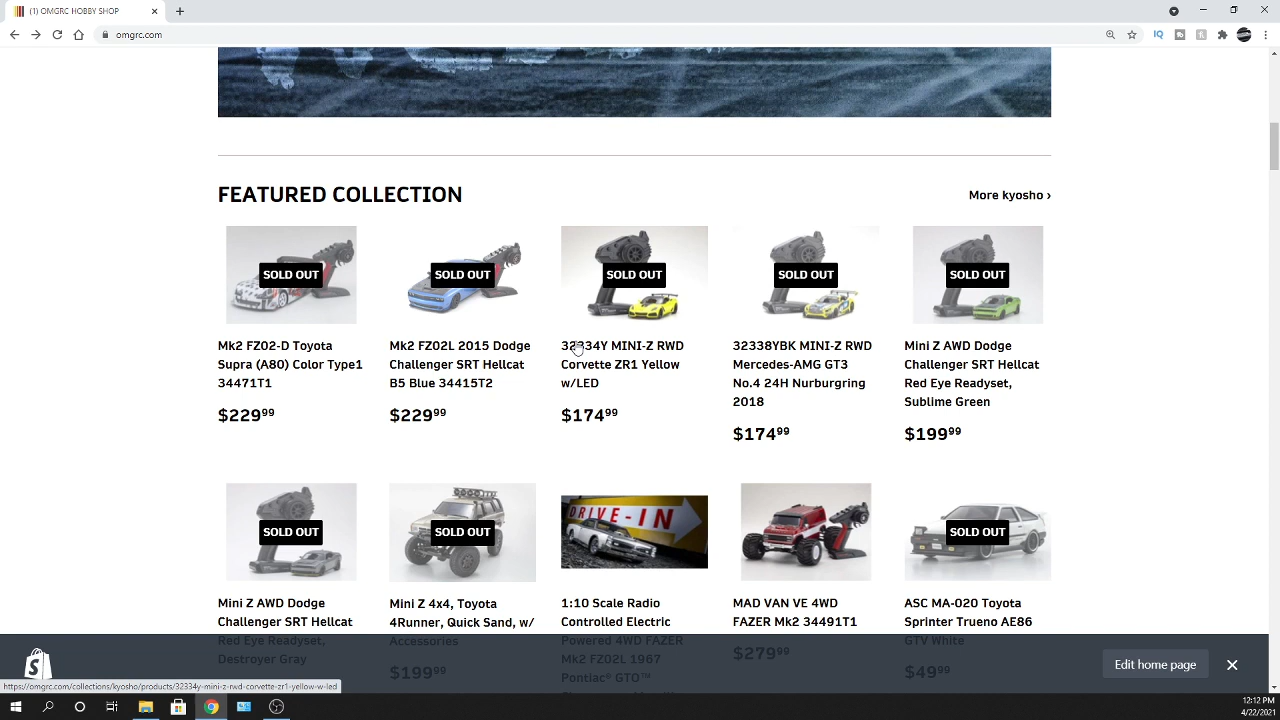 (1) OMGRC HOBBY SHOP
omgrc.com
FEATURED COLLECTION
More kyosho ›
SOLD OUT
SOLD OUT
SOLD OUT
SOLD OUT
SOLD OUT
Mk2 FZ02-D Toyota
Supra (A80) Color Type1
34471T1
$229⁹⁹
Mk2 FZ02L 2015 Dodge
Challenger SRT Hellcat
B5 Blue 34415T2
$229⁹⁹
32334Y MINI-Z RWD
Corvette ZR1 Yellow
w/LED
$174⁹⁹
32338YBK MINI-Z RWD
Mercedes-AMG GT3
No.4 24H Nurburgring
2018
$174⁹⁹
Mini Z AWD Dodge
Challenger SRT Hellcat
Red Eye Readyset,
Sublime Green
$199⁹⁹
SOLD OUT
SOLD OUT
DRIVE-IN
SOLD OUT
Mini Z AWD Dodge
Challenger SRT Hellcat
Red Eye Readyset,
Destroyer Gray
Mini Z 4x4, Toyota
4Runner, Quick Sand, w/
Accessories
$199⁹⁹
1:10 Scale Radio
Controlled Electric
Powered 4WD FAZER
Mk2 FZ02L 1967
Pontiac® GTO™
MAD VAN VE 4WD
FAZER Mk2 34491T1
$279⁹⁹
ASC MA-020 Toyota
Sprinter Trueno AE86
GTV White
$49⁹⁹
Edit home page
https://omgrc.com/collections/kyosho/products/32334y-mini-z-rwd-corvette-zr1-yellow-w-led
12:12 PM
4/22/2021